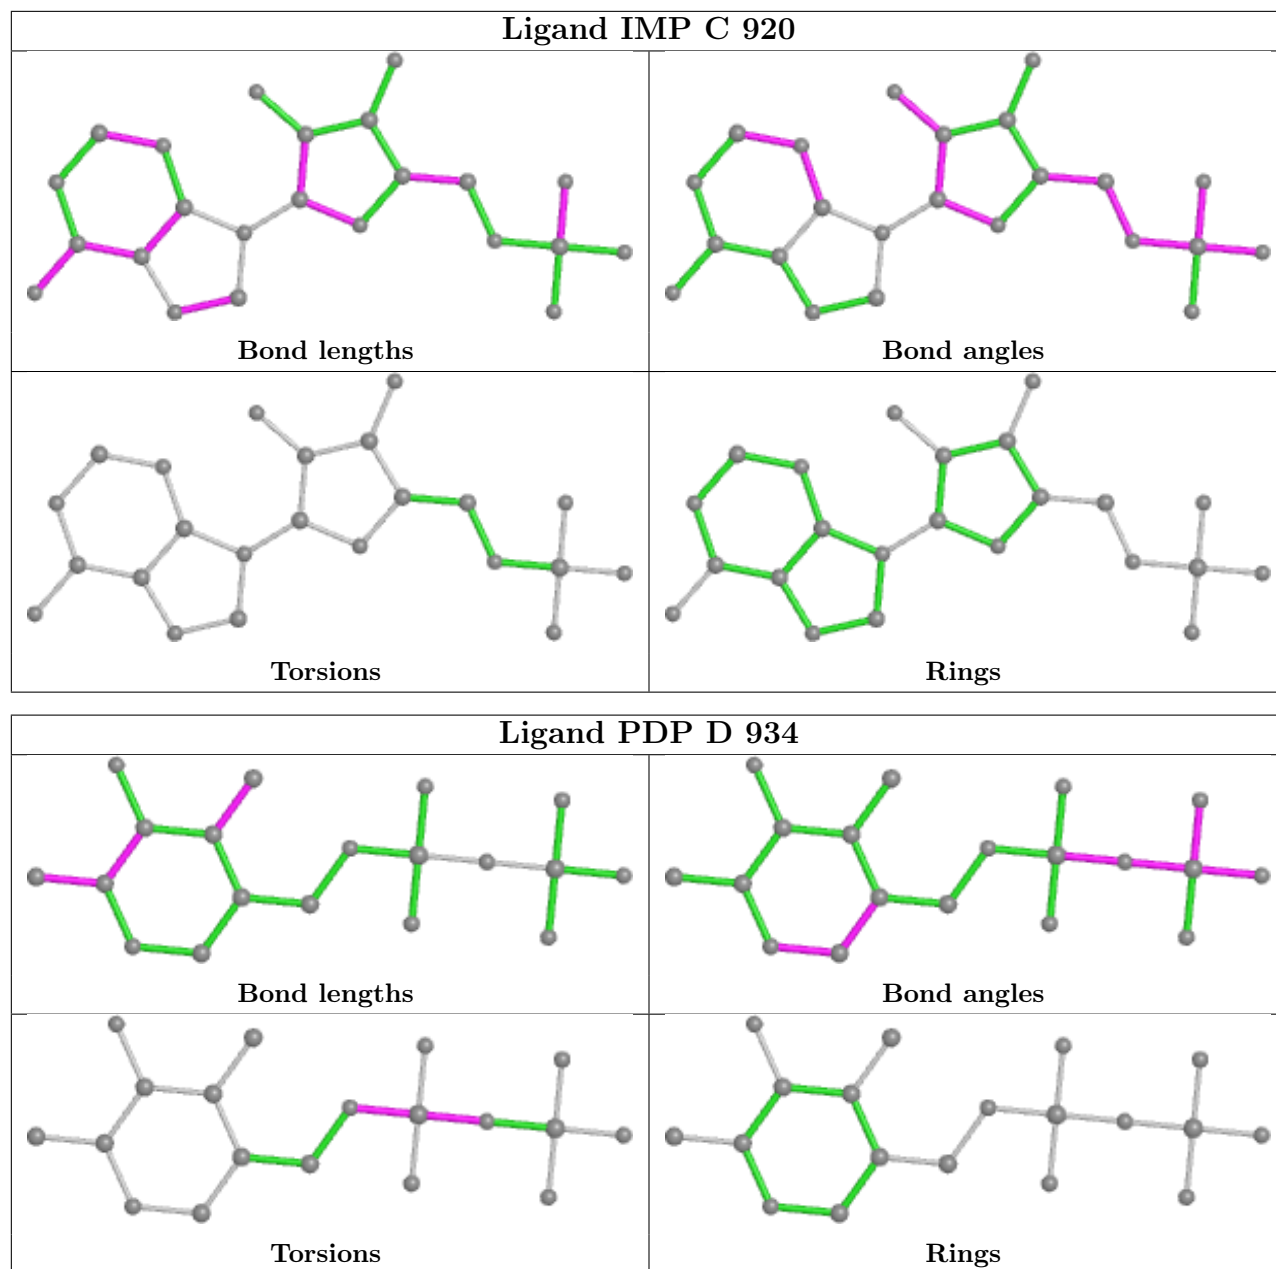 Ligand IMP C 920
Bond lengths
Bond angles
Torsions
Rings
Ligand PDP D 934
Bond lengths
Bond angles
Torsions
Rings